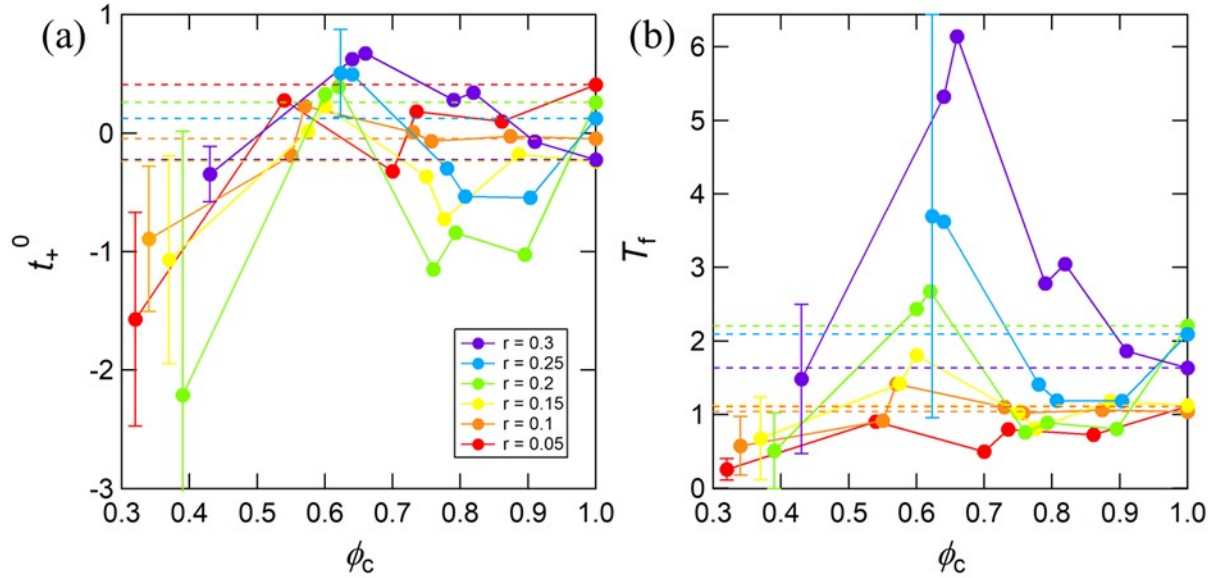 (a)
1
0
-1
-2
-3
t+^0
0.3 0.4 0.5 0.6 0.7 0.8 0.9 1.0
ϕc
r = 0.3
r = 0.25
r = 0.2
r = 0.15
r = 0.1
r = 0.05
(b)
6
5
4
3
2
1
0
Tf
0.3 0.4 0.5 0.6 0.7 0.8 0.9 1.0
ϕc